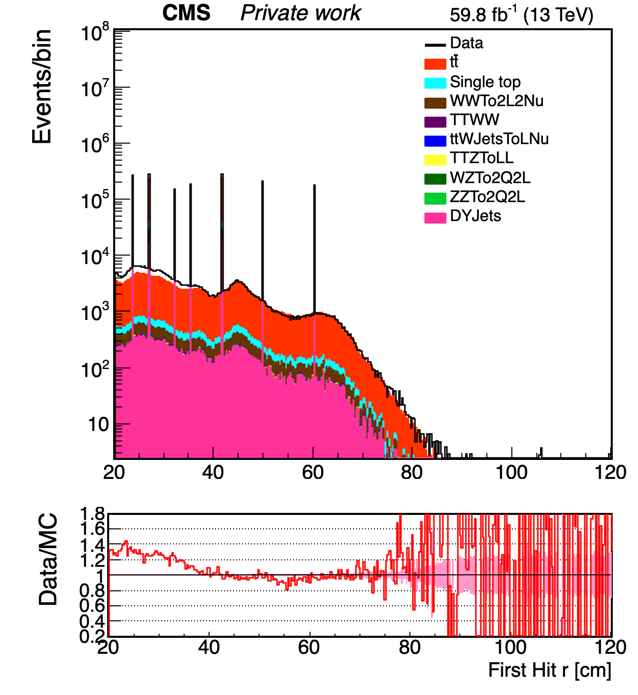 CMS Private work 59.8 fb⁻¹ (13 TeV)
Events/bin
10⁸
10⁷
10⁶
10⁵
10⁴
10³
10²
10
Data
tt̄
Single top
WWTo2L2Nu
TTWW
ttWJetsToLNu
TTZToLL
WZTo2Q2L
ZZTo2Q2L
DYJets
20 40 60 80 100 120
Data/MC
1.8
1.6
1.4
1.2
1
0.8
0.6
0.4
0.2
20 40 60 80 100 120
First Hit r [cm]